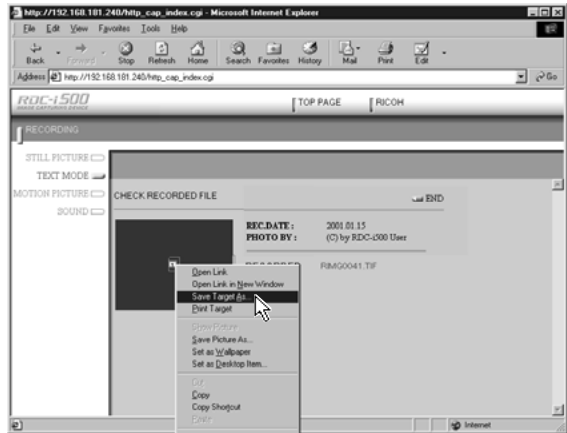 http://192.168.181.240/http_cap_index.cgi - Microsoft Internet Explorer
File Edit View Favorites Tools Help
Back Forward Stop Refresh Home Search Favorites History Mail Print Edit
Address http://192.168.181.240/http_cap_index.cgi Go
RDC-i500
IMAGE CAPTURING DEVICE
TOP PAGE RICOH
RECORDING
STILL PICTURE
TEXT MODE
MOTION PICTURE
SOUND
CHECK RECORDED FILE
END
REC.DATE : 2001.01.15
PHOTO BY : (C) by RDC-i500 User
RECORDED RIMG0041.TIF
Open Link
Open Link in New Window
Save Target As...
Print Target
Show Picture
Save Picture As...
Set as Wallpaper
Set as Desktop Item...
Cut
Copy
Copy Shortcut
Paste
Internet